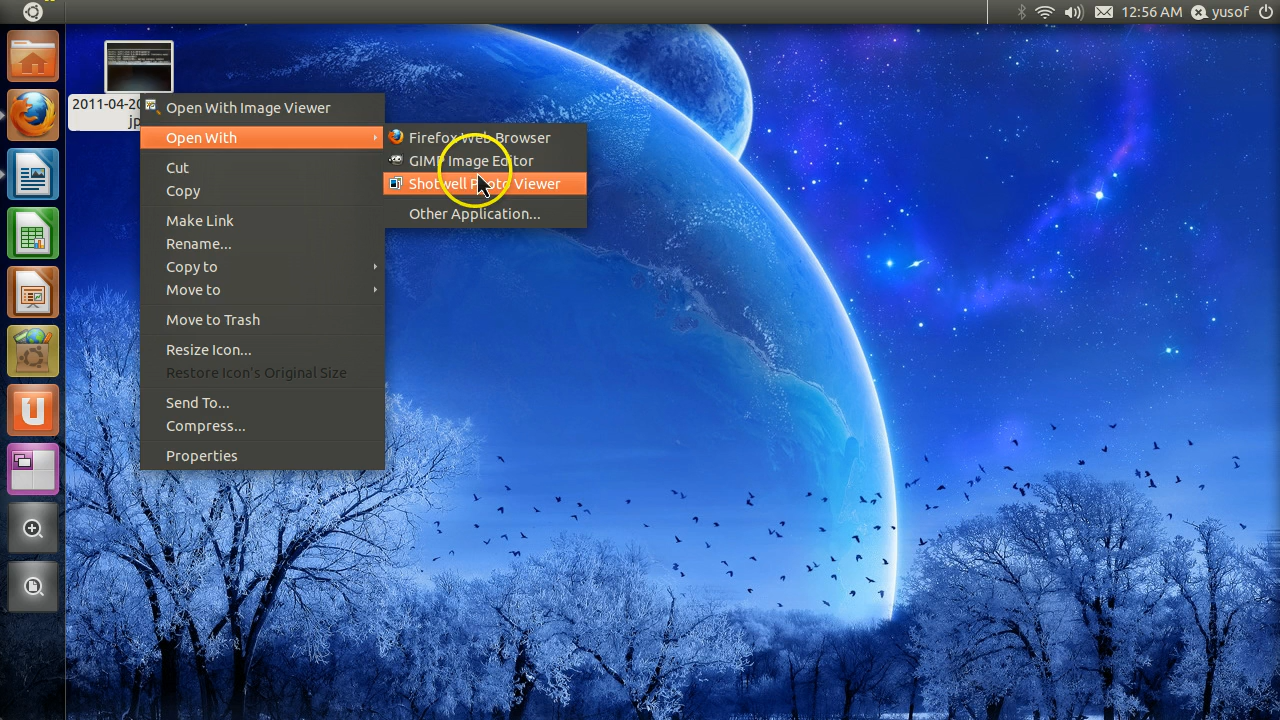 12:56 AM yusof
2011-04-20
jp
Open With Image Viewer
Open With
Cut
Copy
Make Link
Rename...
Copy to
Move to
Move to Trash
Resize Icon...
Restore Icon's Original Size
Send To...
Compress...
Properties
Firefox Web Browser
GIMP Image Editor
Shotwell Photo Viewer
Other Application...